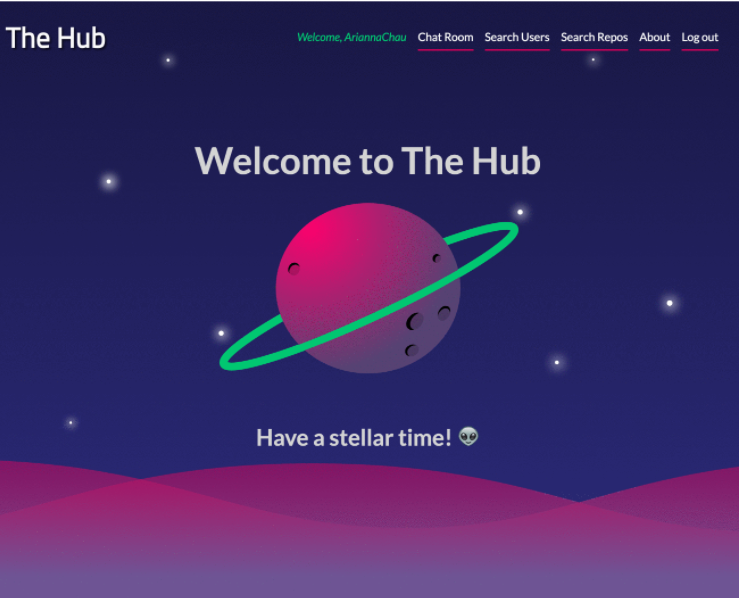 The Hub
Welcome, AriannaChau Chat Room Search Users Search Repos About Log out
Welcome to The Hub
Have a stellar time! 👽